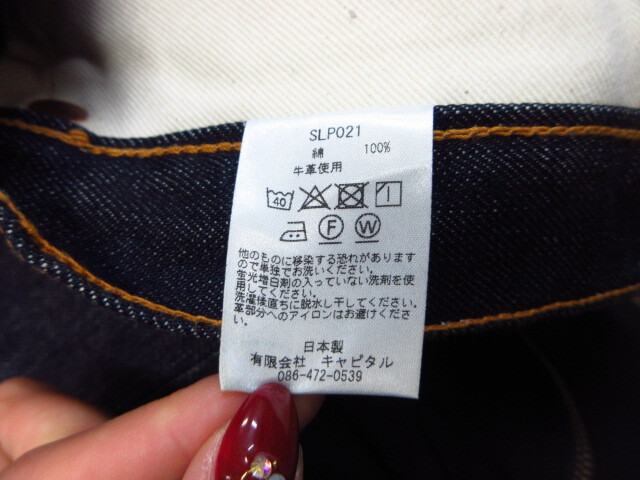 SLP021
綿 100%
牛革使用
40
F W
他のものに移染する恐れがあります
ので単独でお洗いください。
蛍光増白剤の入っていない洗剤を使
用してください。
洗濯後直ちに脱水し干してください。
革部分へのアイロンはお避けくださ
い。
日本製
有限会社 キャピタル
086-472-0539